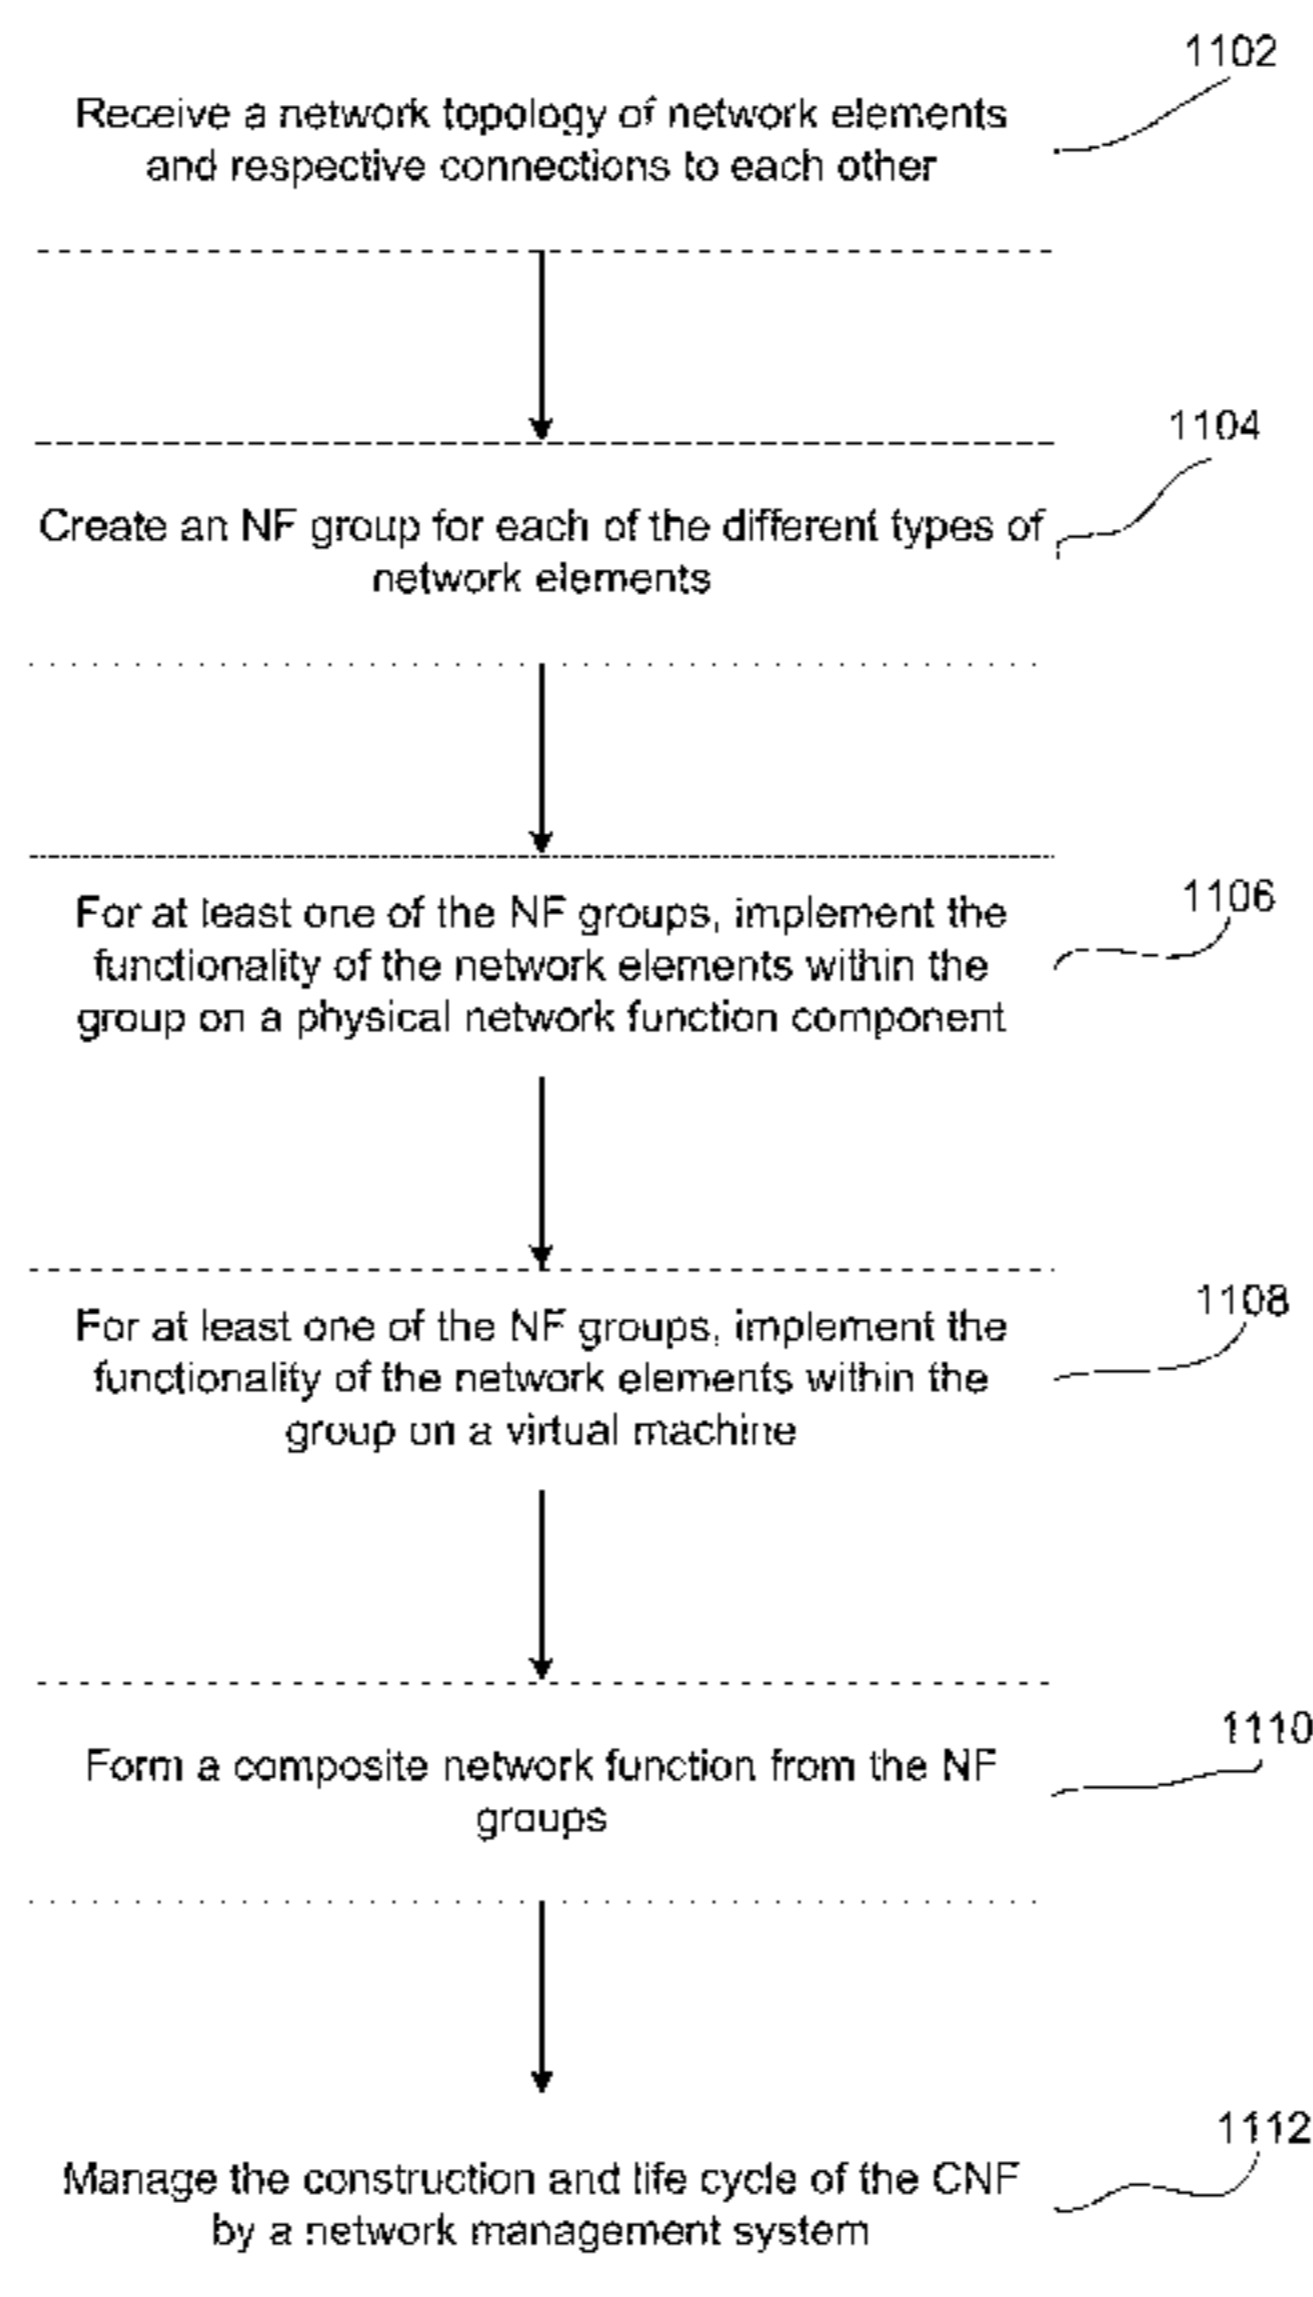 1102
Receive a network topology of network elements
and respective connections to each other
1104
Create an NF group for each of the different types of
network elements
1106
For at least one of the NF groups, implement the
functionality of the network elements within the
group on a physical network function component
1108
For at least one of the NF groups, implement the
functionality of the network elements within the
group on a virtual machine
1110
Form a composite network function from the NF
groups
1112
Manage the construction and life cycle of the CNF
by a network management system